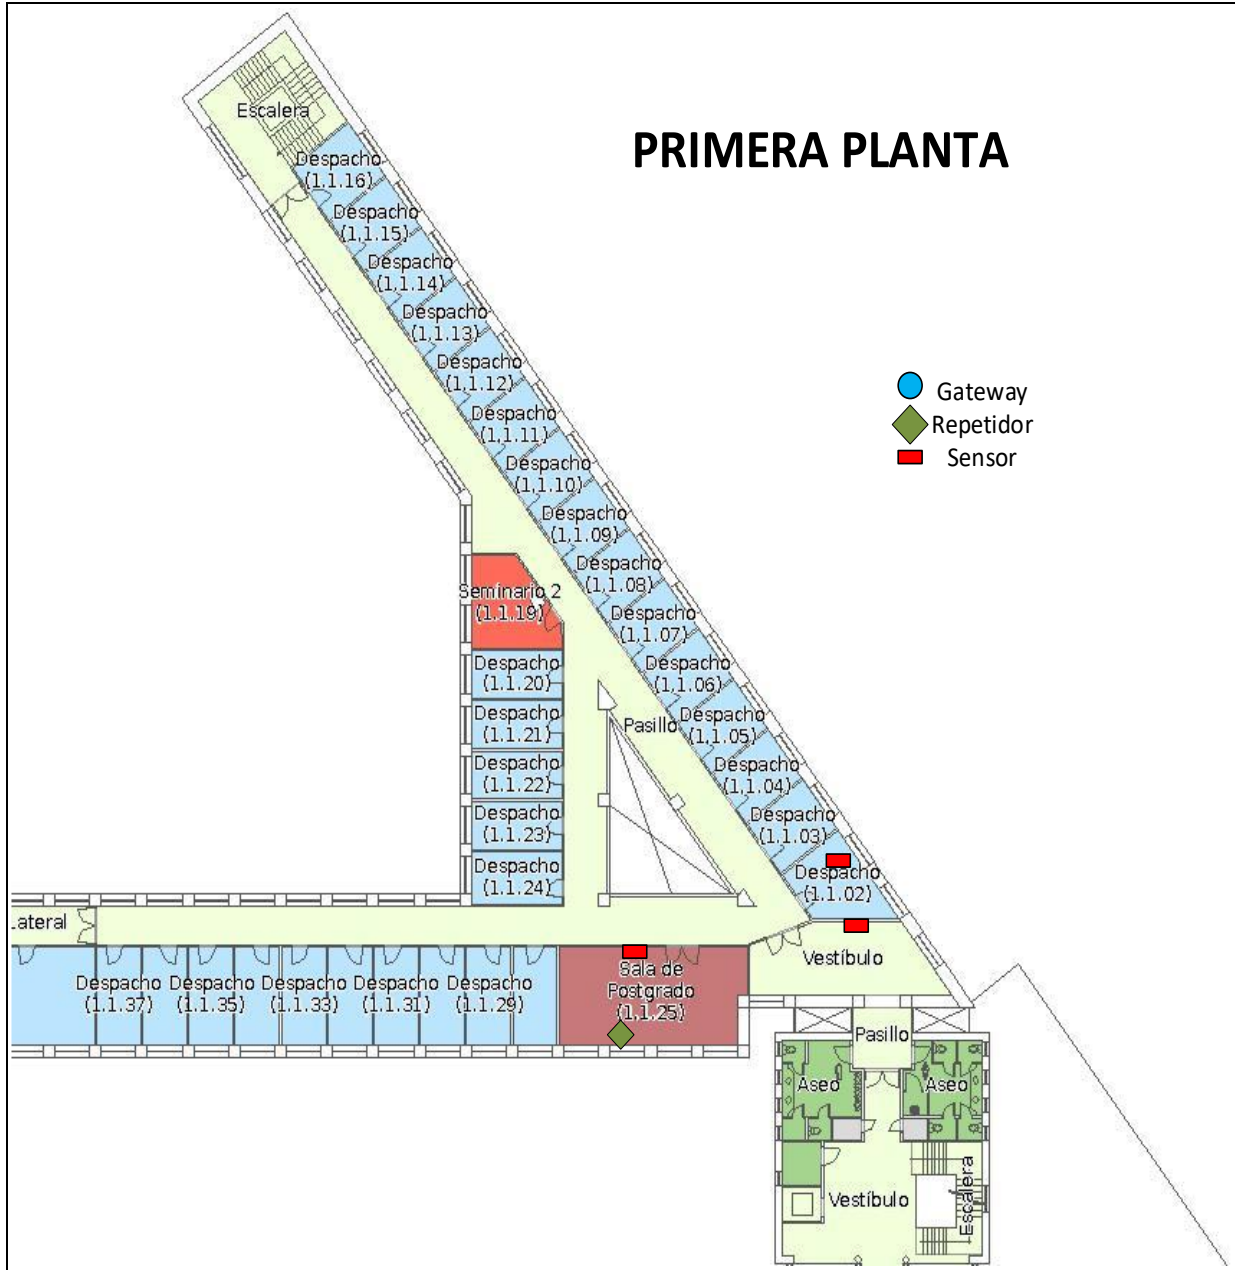 PRIMERA PLANTA
Escalera
Despacho
(1.1.16)
Despacho
(1,1.15)
Despacho
(1,1.14)
Despacho
(1,1.13)
Despacho
(1,1.12)
Despacho
(1,1.11)
Despacho
(1,1.10)
Despacho
(1,1.09)
Despacho
(1,1.08)
Despacho
(1,1.07)
Despacho
(1,1.06)
Despacho
(1,1.05)
Despacho
(1,1.04)
Despacho
(1,1.03)
Despacho
(1.1.02)
Gateway
Repetidor
Sensor
Seminario 2
(1.1.19)
Despacho
(1.1.20)
Despacho
(1.1.21)
Despacho
(1.1.22)
Despacho
(1.1.23)
Despacho
(1.1.24)
Pasillo
Lateral
Despacho
(1.1.37)
Despacho
(1.1.35)
Despacho
(1.1.33)
Despacho
(1.1.31)
Despacho
(1.1.29)
Sala de
Postgrado
(1,1.25)
Vestíbulo
Pasillo
Aseo
Aseo
Vestíbulo
Escalera